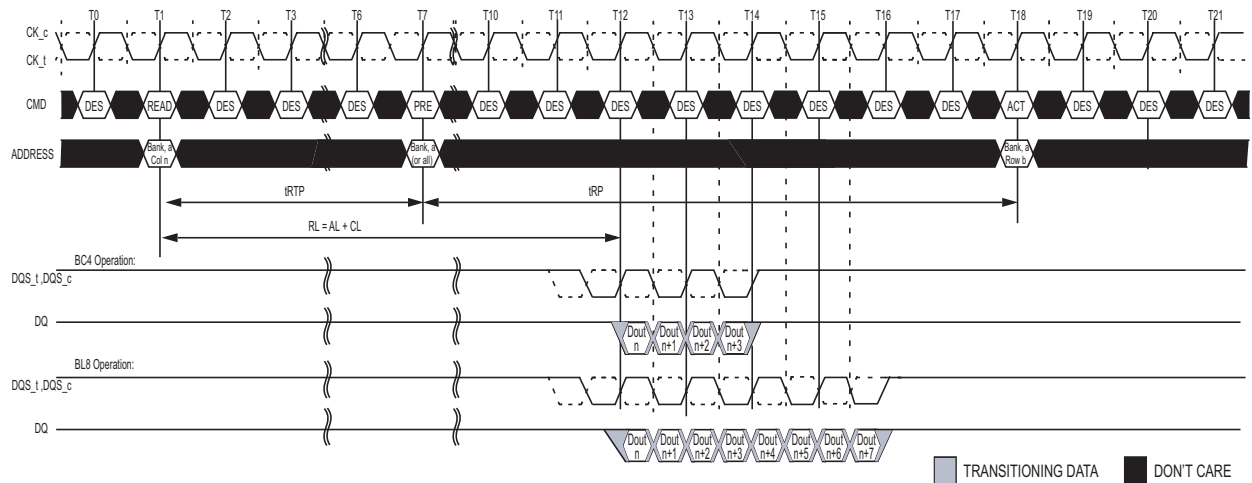 T0 T1 T2 T3 T6 T7 T10 T11 T12 T13 T14 T15 T16 T17 T18 T19 T20 T21
CK_c
CK_t
CMD DES READ DES DES DES PRE DES DES DES DES DES DES DES DES ACT DES DES DES
ADDRESS Bank, a Bank, a Bank, a
Col n (or all) Row b
tRTP tRP
RL = AL + CL
BC4 Operation:
DQS_t ,DQS_c
DQ Dout Dout Dout Dout
n n+1 n+2 n+3
BL8 Operation:
DQS_t ,DQS_c
DQ Dout Dout Dout Dout Dout Dout Dout Dout
n n+1 n+2 n+3 n+4 n+5 n+6 n+7
TRANSITIONING DATA DON'T CARE